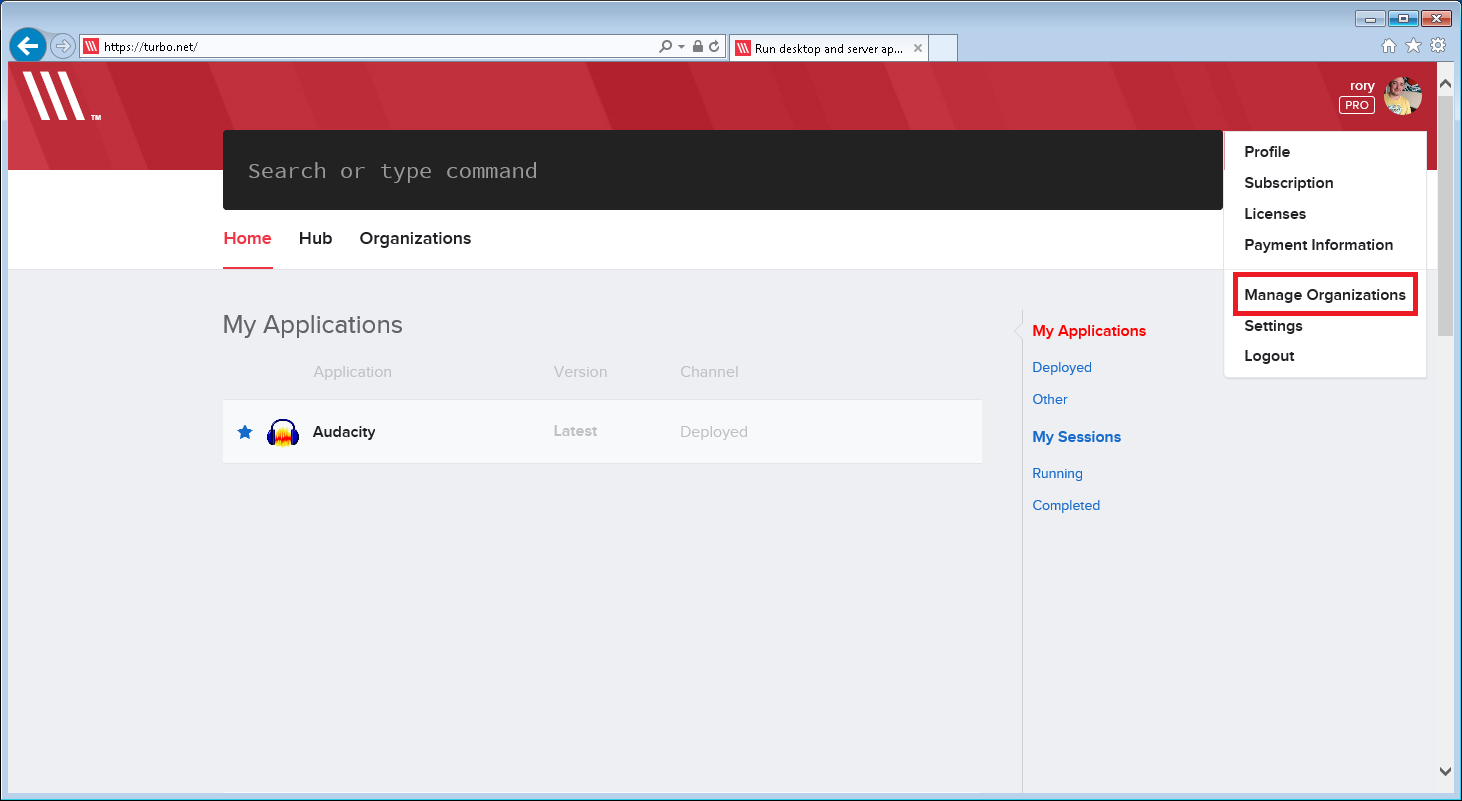 https://turbo.net/
Run desktop and server ap...
TM
rory
PRO
Search or type command
Profile
Subscription
Licenses
Payment Information
Manage Organizations
Settings
Logout
Home Hub Organizations
My Applications
Application Version Channel
Audacity Latest Deployed
My Applications
Deployed
Other
My Sessions
Running
Completed